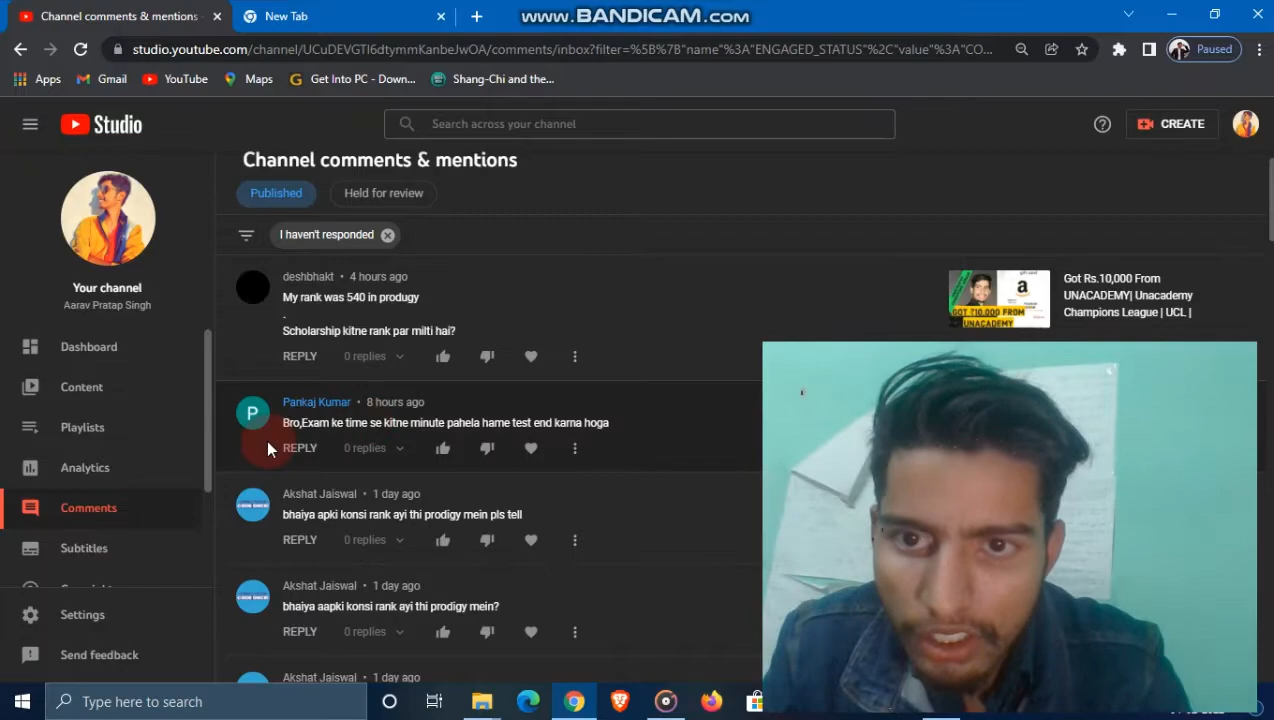 Channel comments & mentions
New Tab
www.BANDICAM.com
studio.youtube.com/channel/UCuDEVGTI6dtymmKanbeJwOA/comments/inbox?filter=%5B%7B"name"%3A"ENGAGED_STATUS"%2C"value"%3A"CO...
Paused
Apps
Gmail
YouTube
Maps
Get Into PC - Down...
Shang-Chi and the...
Studio
Search across your channel
CREATE
Your channel
Aarav Pratap Singh
Dashboard
Content
Playlists
Analytics
Comments
Subtitles
Settings
Send feedback
Channel comments & mentions
Published
Held for review
I haven't responded
deshbhakt • 4 hours ago
My rank was 540 in produgy
.
Scholarship kitne rank par milti hai?
REPLY 0 replies
Got Rs.10,000 From
UNACADEMY| Unacademy
Champions League | UCL |
GOT ₹10,000 FROM
UNACADEMY
P
Pankaj Kumar • 8 hours ago
Bro,Exam ke time se kitne minute pahela hame test end karna hoga
REPLY 0 replies
Akshat Jaiswal • 1 day ago
bhaiya apki konsi rank ayi thi prodigy mein pls tell
REPLY 0 replies
Akshat Jaiswal • 1 day ago
bhaiya aapki konsi rank ayi thi prodigy mein?
REPLY 0 replies
Akshat Jaiswal • 1 day ago
Type here to search